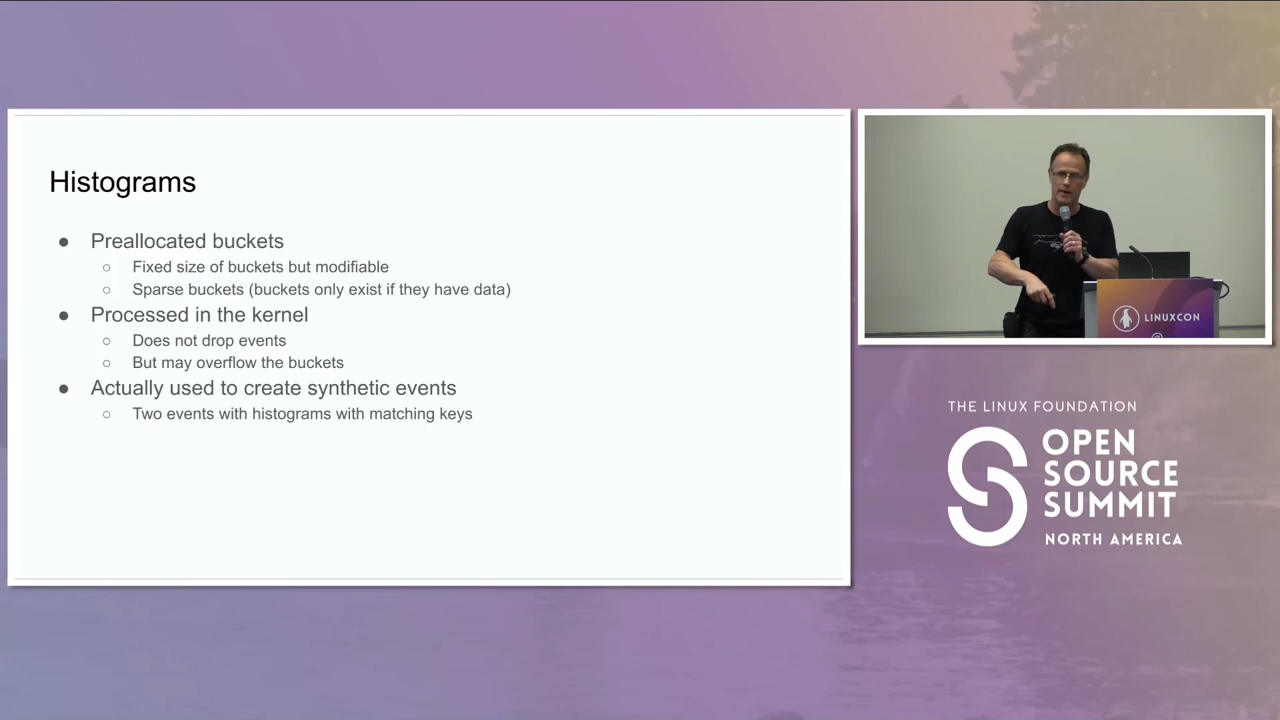 Histograms
● Preallocated buckets
○ Fixed size of buckets but modifiable
○ Sparse buckets (buckets only exist if they have data)
● Processed in the kernel
○ Does not drop events
○ But may overflow the buckets
● Actually used to create synthetic events
○ Two events with histograms with matching keys
LINUXCON
THE LINUX FOUNDATION
OPEN
SOURCE
SUMMIT
NORTH AMERICA